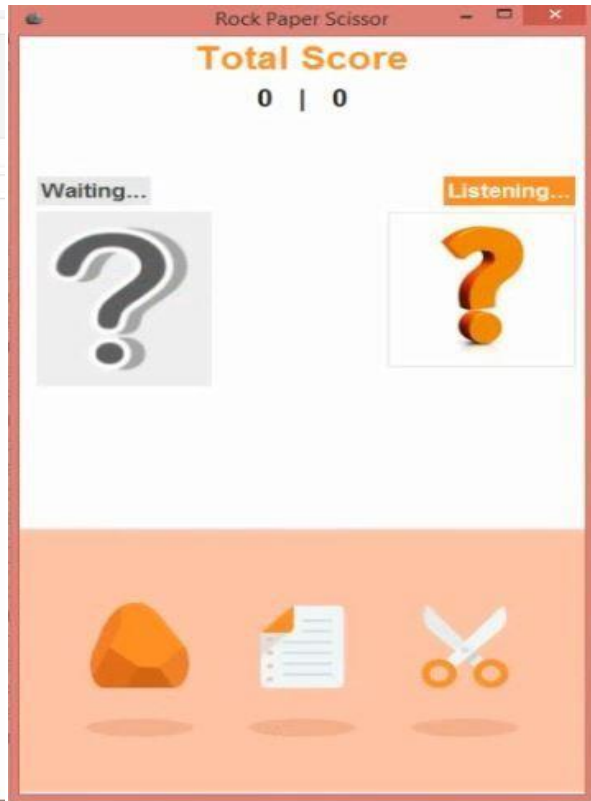 Rock Paper Scissor
Total Score
0 | 0
Waiting...
Listening...